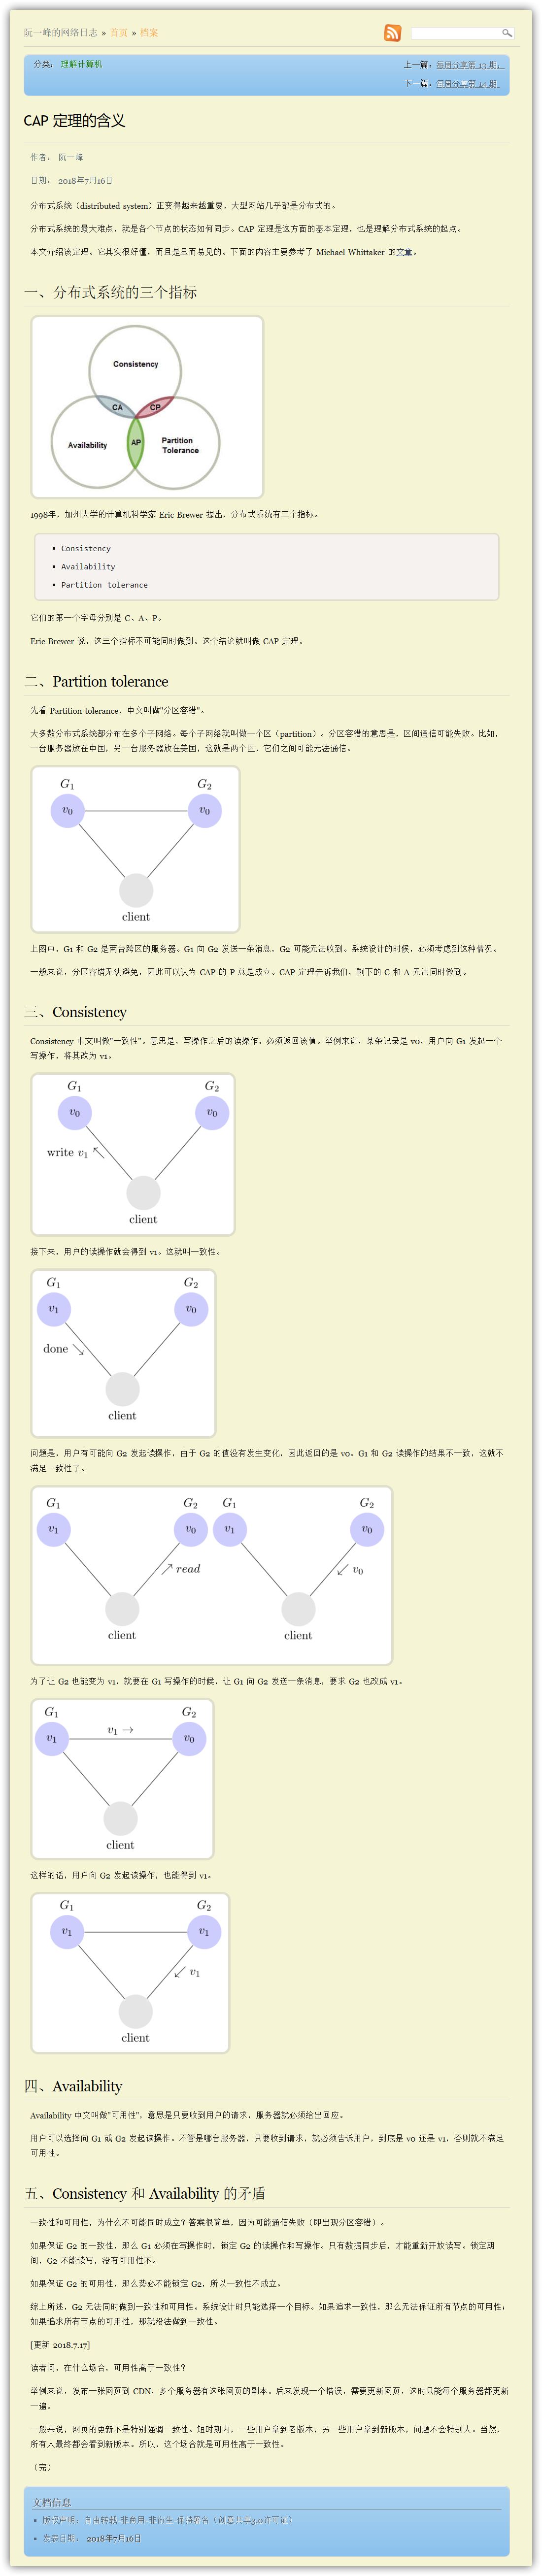 阮一峰的网络日志 » 首页 » 档案
分类： 理解计算机
上一篇：每周分享第 13 期：
下一篇：每周分享第 14 期
CAP 定理的含义
作者： 阮一峰
日期： 2018年7月16日
分布式系统（distributed system）正变得越来越重要，大型网站几乎都是分布式的。
分布式系统的最大难点，就是各个节点的状态如何同步。CAP 定理是这方面的基本定理，也是理解分布式系统的起点。
本文介绍该定理。它其实很好懂，而且是显而易见的。下面的内容主要参考了 Michael Whittaker 的文章。
一、分布式系统的三个指标
Consistency
CA
CP
AP
Availability
Partition
Tolerance
1998年，加州大学的计算机科学家 Eric Brewer 提出，分布式系统有三个指标。
Consistency
Availability
Partition tolerance
它们的第一个字母分别是 C、A、P。
Eric Brewer 说，这三个指标不可能同时做到。这个结论就叫做 CAP 定理。
二、Partition tolerance
先看 Partition tolerance，中文叫做"分区容错"。
大多数分布式系统都分布在多个子网络。每个子网络就叫做一个区（partition）。分区容错的意思是，区间通信可能失败。比如，
一台服务器放在中国，另一台服务器放在美国，这就是两个区，它们之间可能无法通信。
G1 G2
v0 v0
client
上图中，G1 和 G2 是两台跨区的服务器。G1 向 G2 发送一条消息，G2 可能无法收到。系统设计的时候，必须考虑到这种情况。
一般来说，分区容错无法避免，因此可以认为 CAP 的 P 总是成立。CAP 定理告诉我们，剩下的 C 和 A 无法同时做到。
三、Consistency
Consistency 中文叫做"一致性"。意思是，写操作之后的读操作，必须返回该值。举例来说，某条记录是 v0，用户向 G1 发起一个
写操作，将其改为 v1。
G1 G2
v0 v0
write v1 ↖
client
接下来，用户的读操作就会得到 v1。这就叫一致性。
G1 G2
v1 v0
done ↘
client
问题是，用户有可能向 G2 发起读操作，由于 G2 的值没有发生变化，因此返回的是 v0。G1 和 G2 读操作的结果不一致，这就不
满足一致性了。
G1 G2 G1 G2
v1 v0 v1 v0
↗ read ↙ v0
client client
为了让 G2 也能变为 v1，就要在 G1 写操作的时候，让 G1 向 G2 发送一条消息，要求 G2 也改成 v1。
G1 G2
v1 v1 → v0
client
这样的话，用户向 G2 发起读操作，也能得到 v1。
G1 G2
v1 v1
↙ v1
client
四、Availability
Availability 中文叫做"可用性"，意思是只要收到用户的请求，服务器就必须给出回应。
用户可以选择向 G1 或 G2 发起读操作。不管是哪台服务器，只要收到请求，就必须告诉用户，到底是 v0 还是 v1，否则就不满足
可用性。
五、Consistency 和 Availability 的矛盾
一致性和可用性，为什么不可能同时成立？答案很简单，因为可能通信失败（即出现分区容错）。
如果保证 G2 的一致性，那么 G1 必须在写操作时，锁定 G2 的读操作和写操作。只有数据同步后，才能重新开放读写。锁定期
间，G2 不能读写，没有可用性不。
如果保证 G2 的可用性，那么势必不能锁定 G2，所以一致性不成立。
综上所述，G2 无法同时做到一致性和可用性。系统设计时只能选择一个目标。如果追求一致性，那么无法保证所有节点的可用性；
如果追求所有节点的可用性，那就没法做到一致性。
[更新 2018.7.17]
读者问，在什么场合，可用性高于一致性？
举例来说，发布一张网页到 CDN，多个服务器有这张网页的副本。后来发现一个错误，需要更新网页，这时只能每个服务器都更新
一遍。
一般来说，网页的更新不是特别强调一致性。短时期内，一些用户拿到老版本，另一些用户拿到新版本，问题不会特别大。当然，
所有人最终都会看到新版本。所以，这个场合就是可用性高于一致性。
（完）
文档信息
版权声明：自由转载-非商用-非衍生-保持署名（创意共享3.0许可证）
发表日期： 2018年7月16日